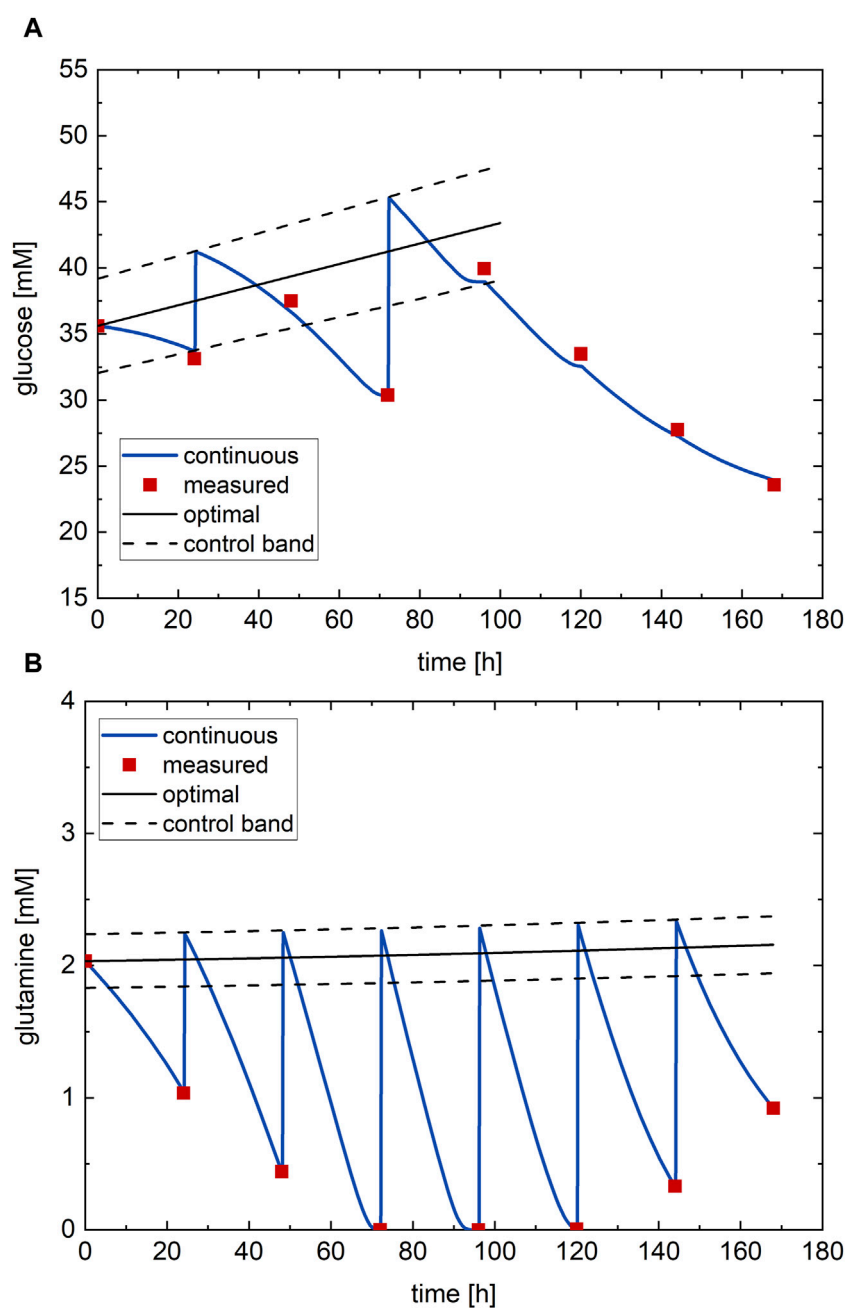 A
55
50
45
40
35
30
25
20
15
glucose [mM]
continuous
measured
optimal
control band
0 20 40 60 80 100 120 140 160 180
time [h]
B
4
3
2
1
0
glutamine [mM]
continuous
measured
optimal
control band
0 20 40 60 80 100 120 140 160 180
time [h]